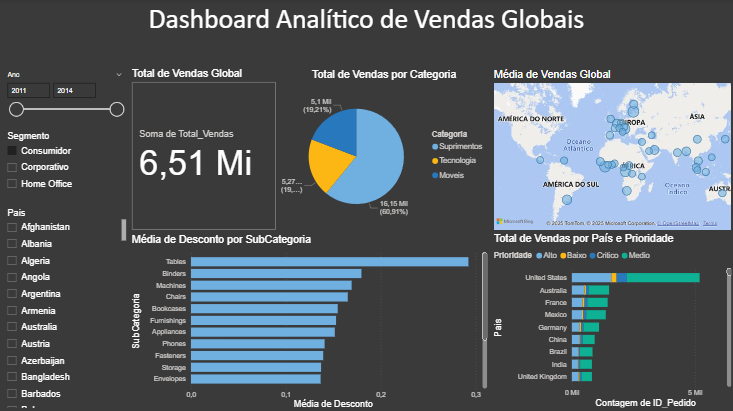 Dashboard Analítico de Vendas Globais
Ano
2011
2014
Segmento
Consumidor
Corporativo
Home Office
Pais
Afghanistan
Albania
Algeria
Angola
Argentina
Armenia
Australia
Austria
Azerbaijan
Bangladesh
Barbados
Total de Vendas Global
Soma de Total_Vendas
6,51 Mi
Total de Vendas por Categoria
5,1 Mil
(19,21%)
5,27...
(19,...)
16,15 Mil
(60,91%)
Categoria
Suprimentos
Tecnologia
Moveis
Média de Vendas Global
AMÉRICA DO NORTE
EUROPA
ÁSIA
Oceano
Atlântico
ÁFRICA
AMÉRICA DO SUL
Oceano
Índico
AUSTRÁ
Microsoft Bing
© 2025 TomTom, © 2025 Microsoft Corporation, © OpenStreetMap Terms
Média de Desconto por SubCategoria
SubCategoria
Tables
Binders
Machines
Chairs
Bookcases
Furnishings
Appliances
Phones
Fasteners
Storage
Envelopes
0,0
0,1
0,2
0,3
Média de Desconto
Total de Vendas por País e Prioridade
Prioridade Alto Baixo Crítico Medio
País
United States
Australia
France
Mexico
Germany
China
Brazil
India
United Kingdom
0 Mil
5 Mil
Contagem de ID_Pedido